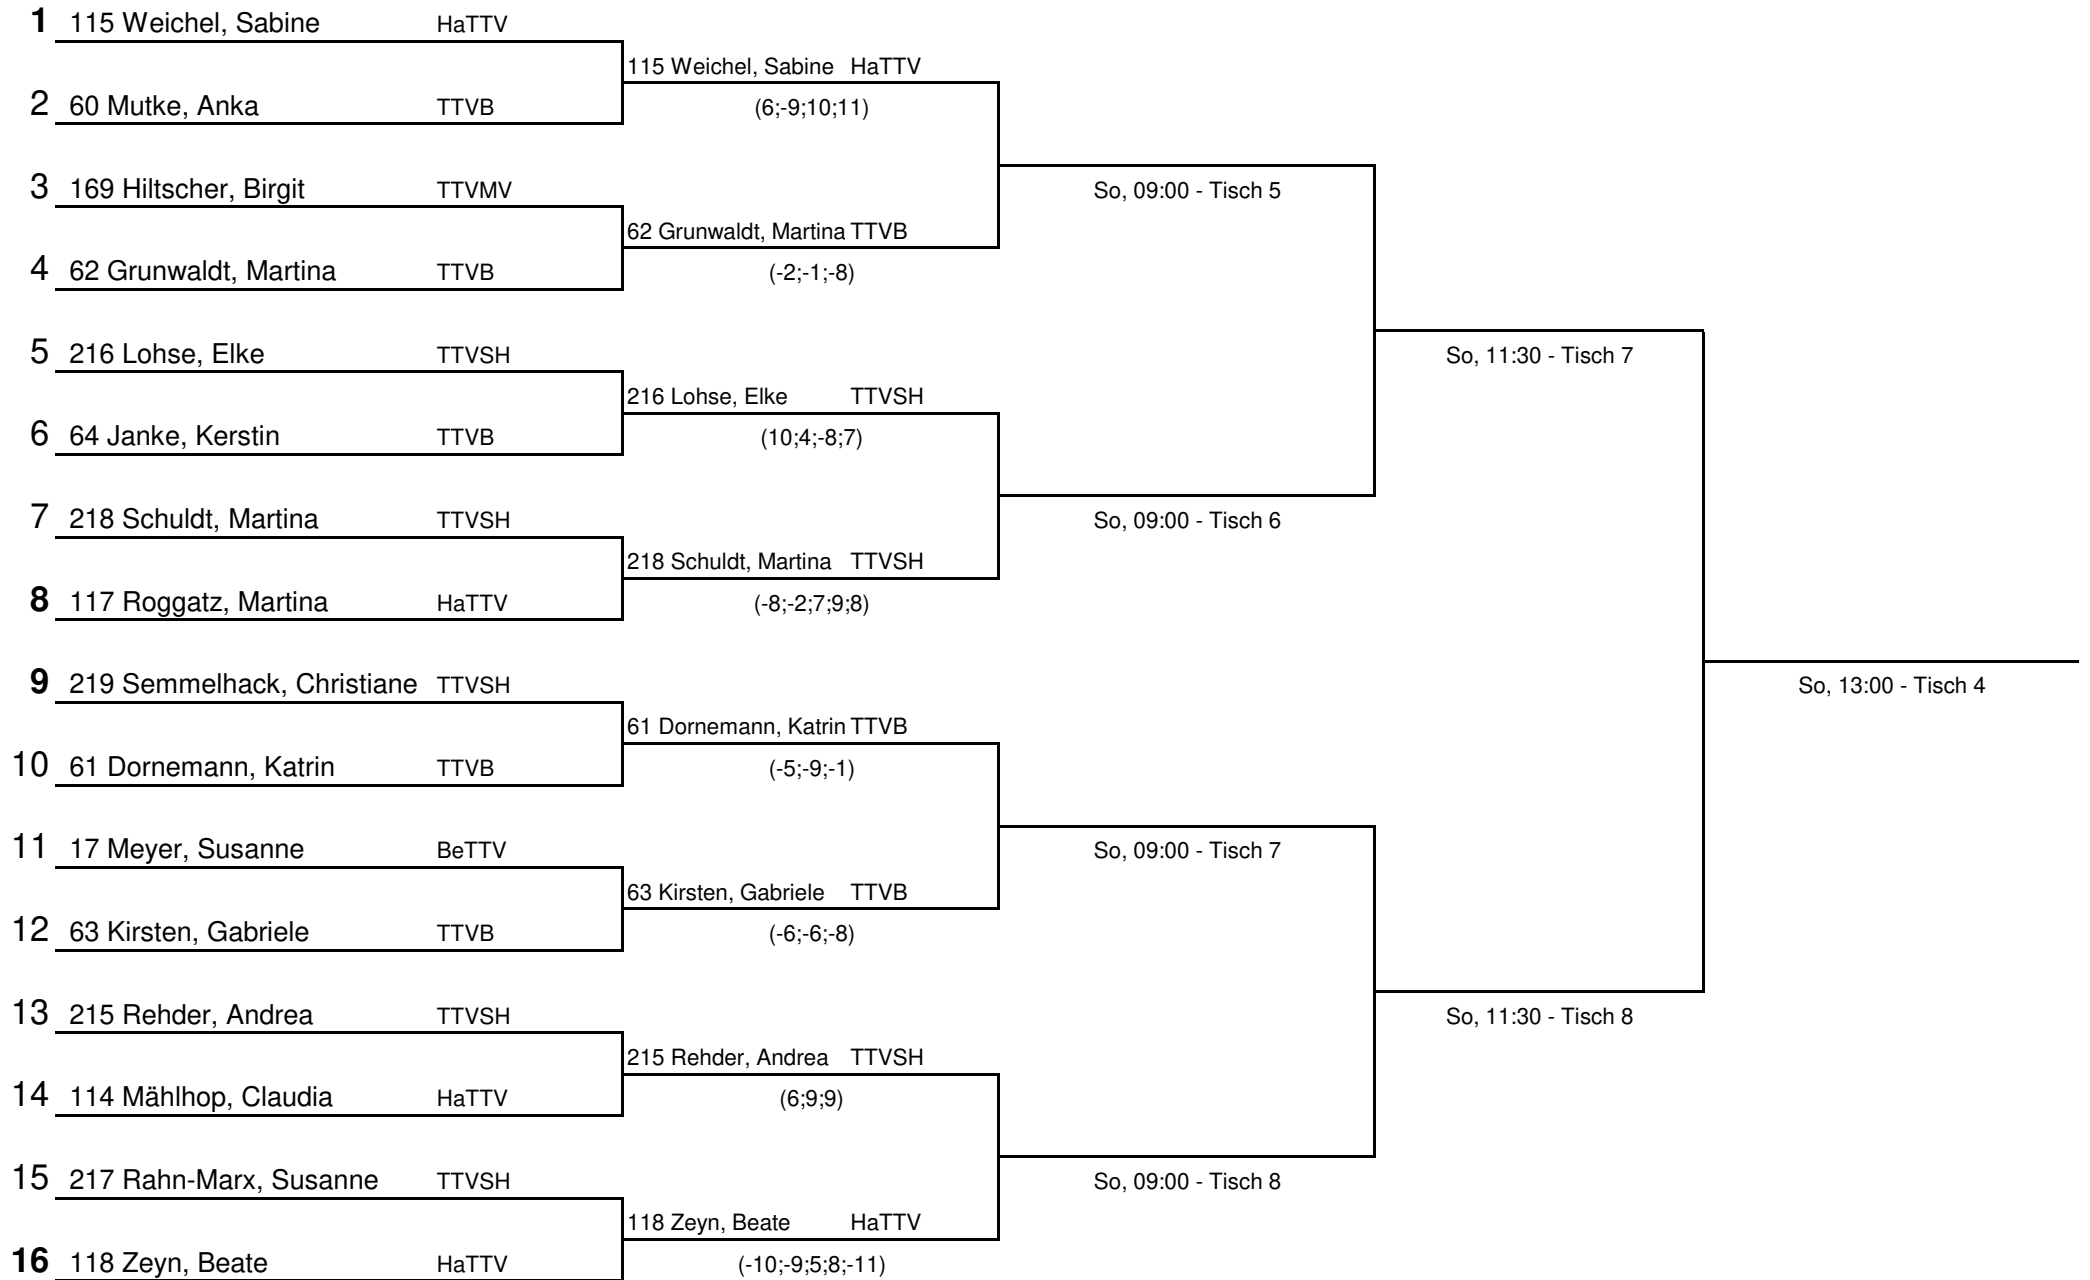 1 115 Weichel, Sabine HaTTV
115 Weichel, Sabine HaTTV
2 60 Mutke, Anka TTVB (6;-9;10;11)
3 169 Hiltscher, Birgit TTVMV So, 09:00 - Tisch 5
62 Grunwaldt, Martina TTVB
4 62 Grunwaldt, Martina TTVB (-2;-1;-8)
5 216 Lohse, Elke TTVSH So, 11:30 - Tisch 7
216 Lohse, Elke TTVSH
6 64 Janke, Kerstin TTVB (10;4;-8;7)
7 218 Schuldt, Martina TTVSH So, 09:00 - Tisch 6
218 Schuldt, Martina TTVSH
8 117 Roggatz, Martina HaTTV (-8;-2;7;9;8)
9 219 Semmelhack, Christiane TTVSH So, 13:00 - Tisch 4
61 Dornemann, Katrin TTVB
10 61 Dornemann, Katrin TTVB (-5;-9;-1)
11 17 Meyer, Susanne BeTTV So, 09:00 - Tisch 7
63 Kirsten, Gabriele TTVB
12 63 Kirsten, Gabriele TTVB (-6;-6;-8)
13 215 Rehder, Andrea TTVSH So, 11:30 - Tisch 8
215 Rehder, Andrea TTVSH
14 114 Mählhop, Claudia HaTTV (6;9;9)
15 217 Rahn-Marx, Susanne TTVSH So, 09:00 - Tisch 8
118 Zeyn, Beate HaTTV
16 118 Zeyn, Beate HaTTV (-10;-9;5;8;-11)